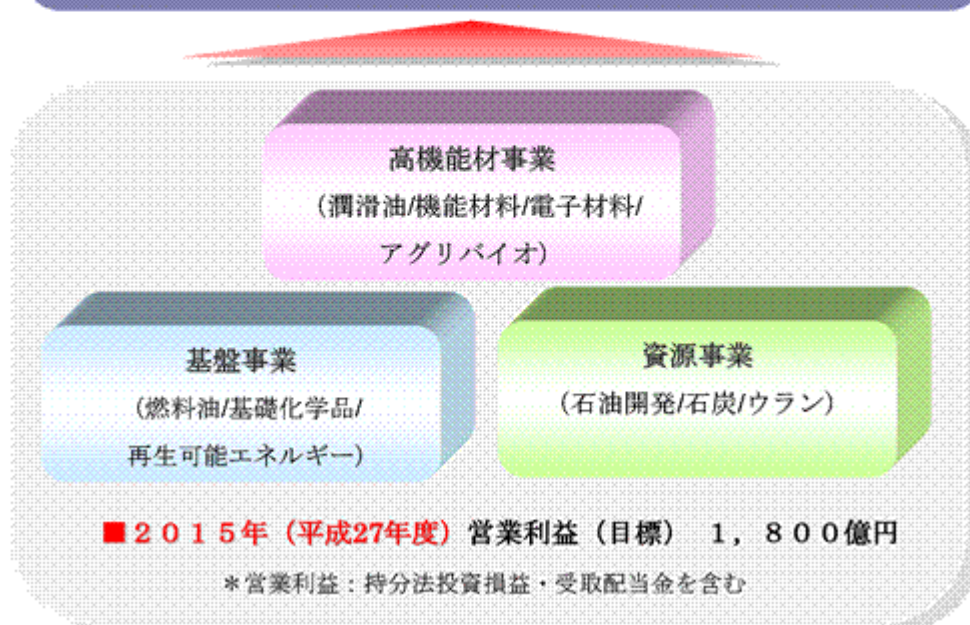 高機能材事業
（潤滑油/機能材料/電子材料/
アグリバイオ）
基盤事業
（燃料油/基礎化学品/
再生可能エネルギー）
資源事業
（石油開発/石炭/ウラン）
■２０１５年（平成27年度）営業利益（目標）　１，８００億円
＊営業利益：持分法投資損益・受取配当金を含む